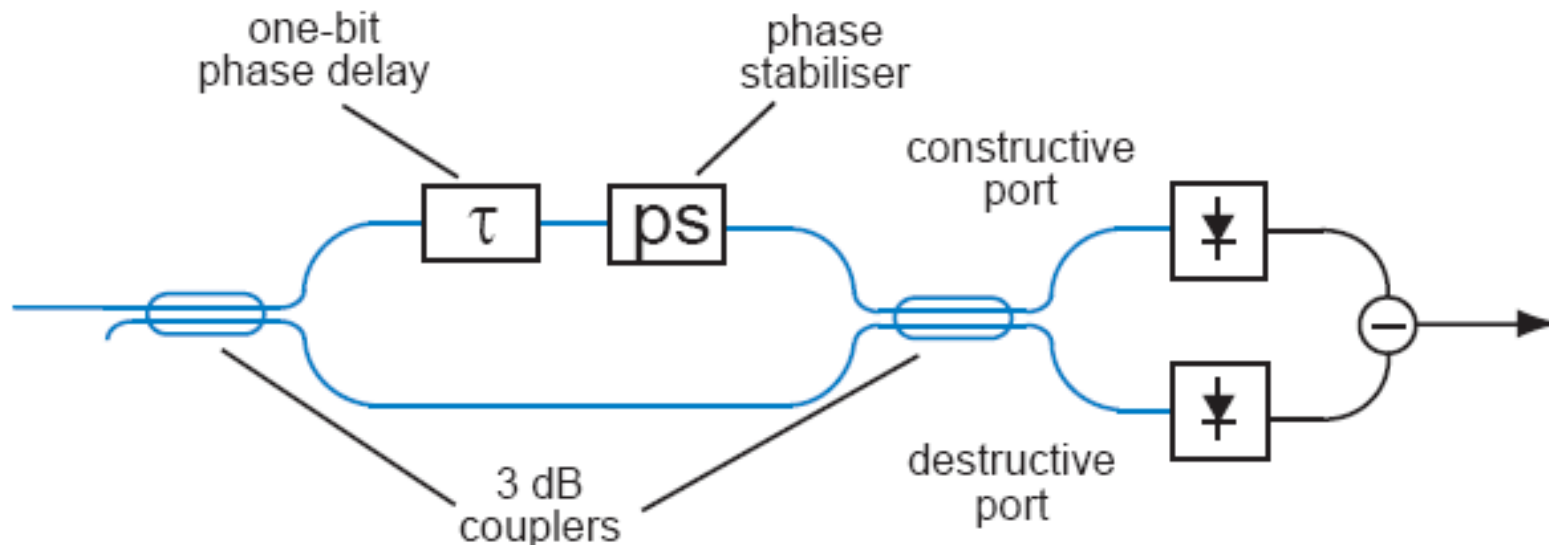 one-bit
phase delay
phase
stabiliser
constructive
port
τ
ps
−
destructive
port
3 dB
couplers